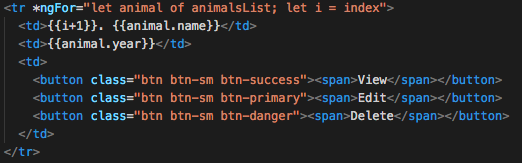 <tr *ngFor="let animal of animalsList; let i = index">
<td>{{i+1}}. {{animal.name}}</td>
<td>{{animal.year}}</td>
<td>
<button class="btn btn-sm btn-success"><span>View</span></button>
<button class="btn btn-sm btn-primary"><span>Edit</span></button>
<button class="btn btn-sm btn-danger"><span>Delete</span></button>
</td>
</tr>